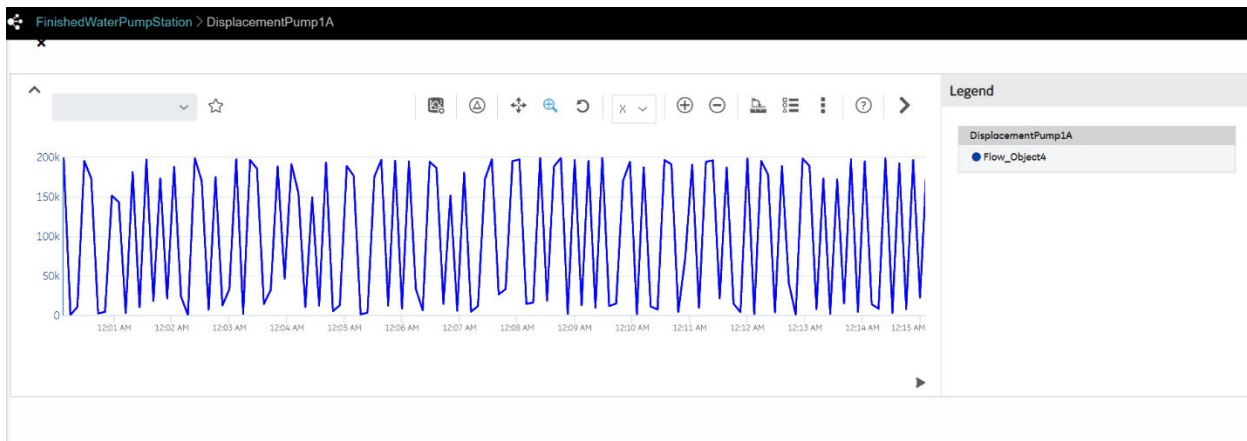 FinishedWaterPumpStation > DisplacementPump1A
X
Legend
DisplacementPump1A
Flow_Object4
200k
150k
100k
50k
0
12:01 AM 12:02 AM 12:03 AM 12:04 AM 12:05 AM 12:06 AM 12:07 AM 12:08 AM 12:09 AM 12:10 AM 12:11 AM 12:12 AM 12:13 AM 12:14 AM 12:15 AM